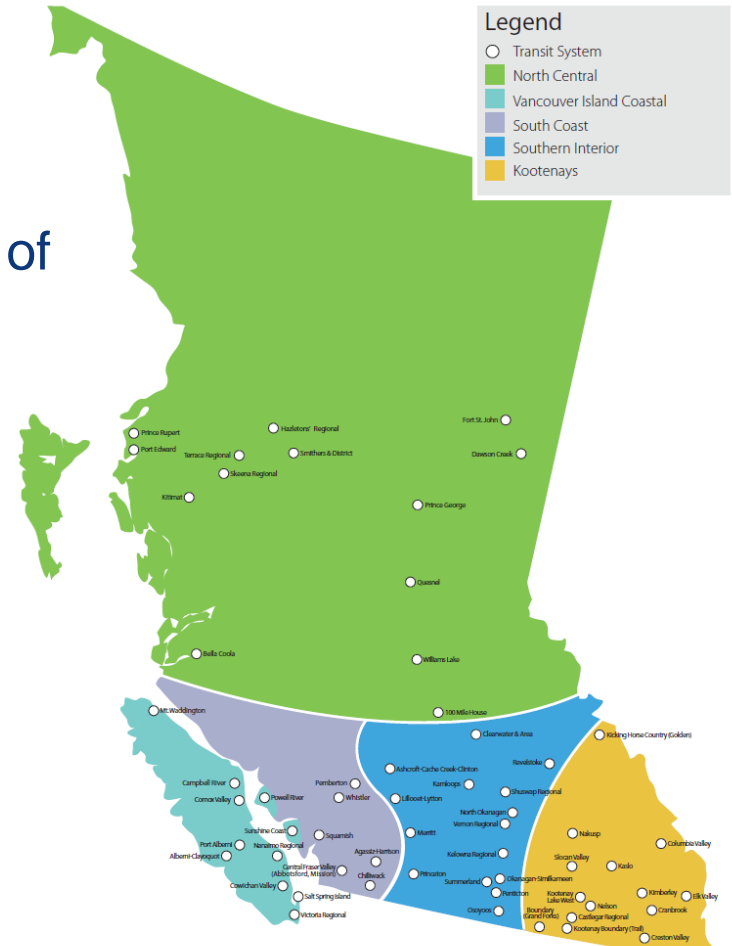 Legend
Transit System
North Central
Vancouver Island Coastal
South Coast
Southern Interior
Kootenays
of
Prince Rupert
Port Edward
Hazletons' Regional
Terrace Regional
Smithers & District
Skeena Regional
Kitimat
Fort St. John
Dawson Creek
Prince George
Quesnel
Bella Coola
Williams Lake
100 Mile House
Mt. Waddington
Clearwater & Area
Kicking Horse Country (Golden)
Revelstoke
Ashcroft-Cache Creek-Clinton
Campbell River
Pemberton
Kamloops
Shuswap Regional
Comox Valley
Powell River
Whistler
Lillooet-Lytton
North Okanagan
Vernon Regional
Sunshine Coast
Squamish
Merritt
Nakusp
Port Alberni
Nanaimo Regional
Alberni-Clayoquot
Agassiz-Harrison
Kelowna Regional
Columbia Valley
Central Fraser Valley
(Abbotsford, Mission)
Chilliwack
Princeton
Summerland
Okanagan-Similkameen
Slocan Valley
Kaslo
Cowichan Valley
Penticton
Kootenay
Lake West
Nelson
Kimberley
Elk Valley
Salt Spring Island
Osoyoos
Boundary
(Grand Forks)
Castlegar Regional
Cranbrook
Victoria Regional
Kootenay Boundary (Trail)
Creston Valley